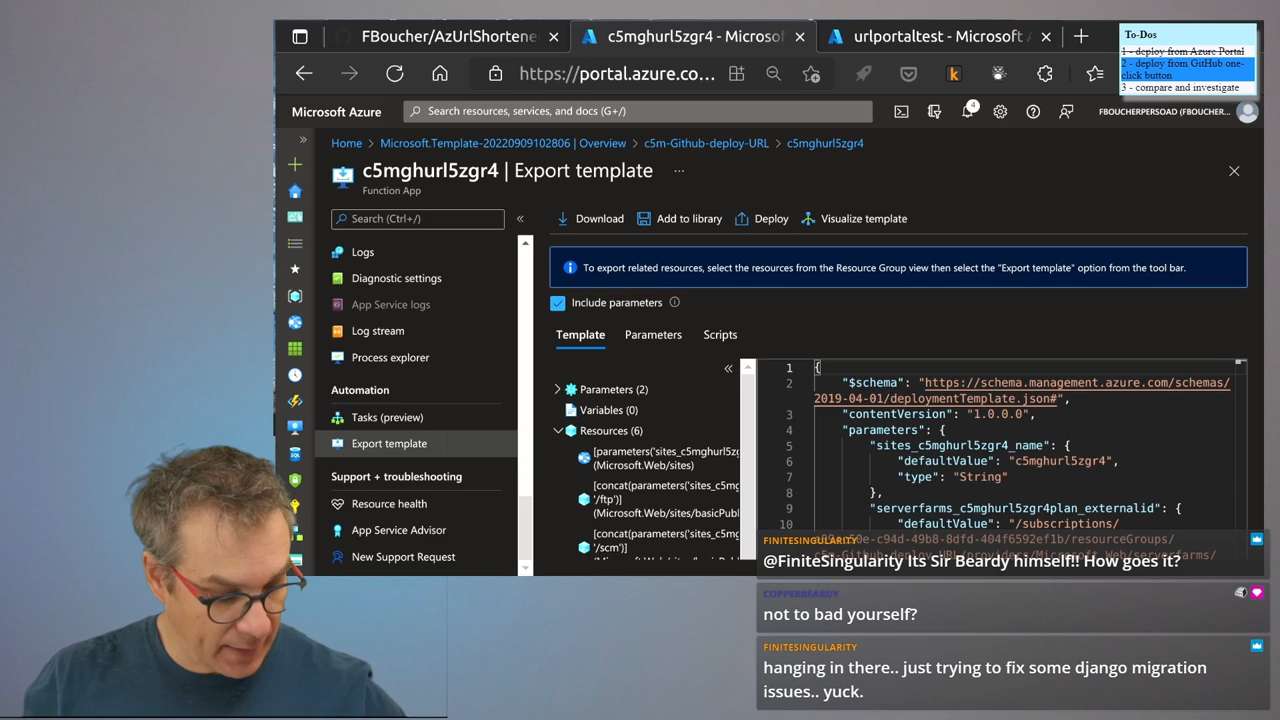 FBoucher/AzUrlShortene
c5mghurl5zgr4 - Microsof
urlportaltest - Microsoft A
https://portal.azure.co...
To-Dos
1 - deploy from Azure Portal
2 - deploy from GitHub one-
click button
3 - compare and investigate
Microsoft Azure
Search resources, services, and docs (G+/)
4
FBOUCHERPERSOAD (FBOUCHER...
Home > Microsoft.Template-20220909102806 | Overview > c5m-Github-deploy-URL > c5mghurl5zgr4
c5mghurl5zgr4 | Export template ...
Function App
Search (Ctrl+/)
Logs
Diagnostic settings
App Service logs
Log stream
Process explorer
Automation
Tasks (preview)
Export template
Support + troubleshooting
Resource health
App Service Advisor
New Support Request
Download
Add to library
Deploy
Visualize template
To export related resources, select the resources from the Resource Group view then select the "Export template" option from the tool bar.
Include parameters
Template
Parameters
Scripts
Parameters (2)
Variables (0)
Resources (6)
[parameters('sites_c5mghurl5zg
(Microsoft.Web/sites)
[concat(parameters('sites_c5mg
'/ftp')]
(Microsoft.Web/sites/basicPubl
[concat(parameters('sites_c5mg
'/scm')]
1 {
2 "$schema": "https://schema.management.azure.com/schemas/
2019-04-01/deploymentTemplate.json#",
3 "contentVersion": "1.0.0.0",
4 "parameters": {
5 "sites_c5mghurl5zgr4_name": {
6 "defaultValue": "c5mghurl5zgr4",
7 "type": "String"
8 },
9 "serverfarms_c5mghurl5zgr4plan_externalid": {
10 "defaultValue": "/subscriptions/
FINITESINGULARITY
@FiniteSingularity Its Sir Beardy himself!! How goes it?
COPPERBEARDY
not to bad yourself?
FINITESINGULARITY
hanging in there.. just trying to fix some django migration
issues.. yuck.